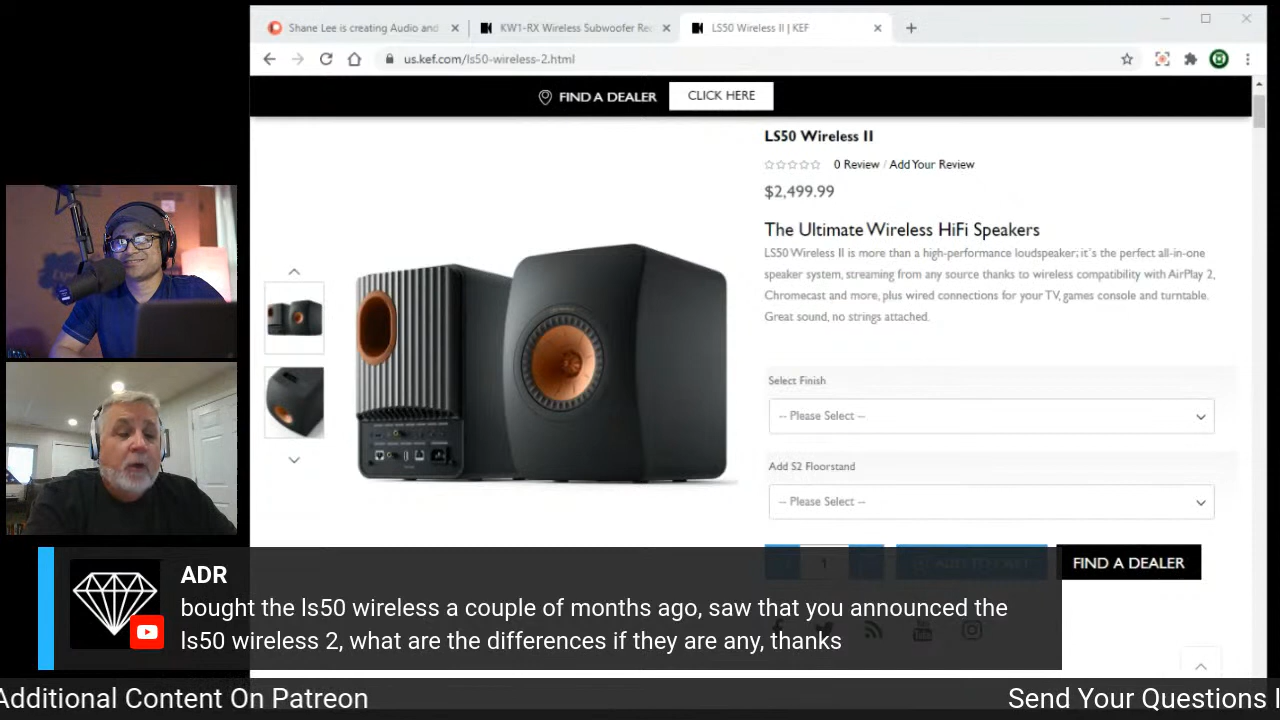 Shane Lee is creating Audio and
KW1-RX Wireless Subwoofer Rec
LS50 Wireless II | KEF
us.kef.com/ls50-wireless-2.html
FIND A DEALER
CLICK HERE
LS50 Wireless II
0 Review / Add Your Review
$2,499.99
The Ultimate Wireless HiFi Speakers
LS50 Wireless II is more than a high-performance loudspeaker; it's the perfect all-in-one
speaker system, streaming from any source thanks to wireless compatibility with AirPlay 2,
Chromecast and more, plus wired connections for your TV, games console and turntable.
Great sound, no strings attached.
Select Finish
-- Please Select --
Add S2 Floorstand
-- Please Select --
1
ADD TO CART
FIND A DEALER
ADR
bought the ls50 wireless a couple of months ago, saw that you announced the
ls50 wireless 2, what are the differences if they are any, thanks
Additional Content On Patreon
Send Your Questions